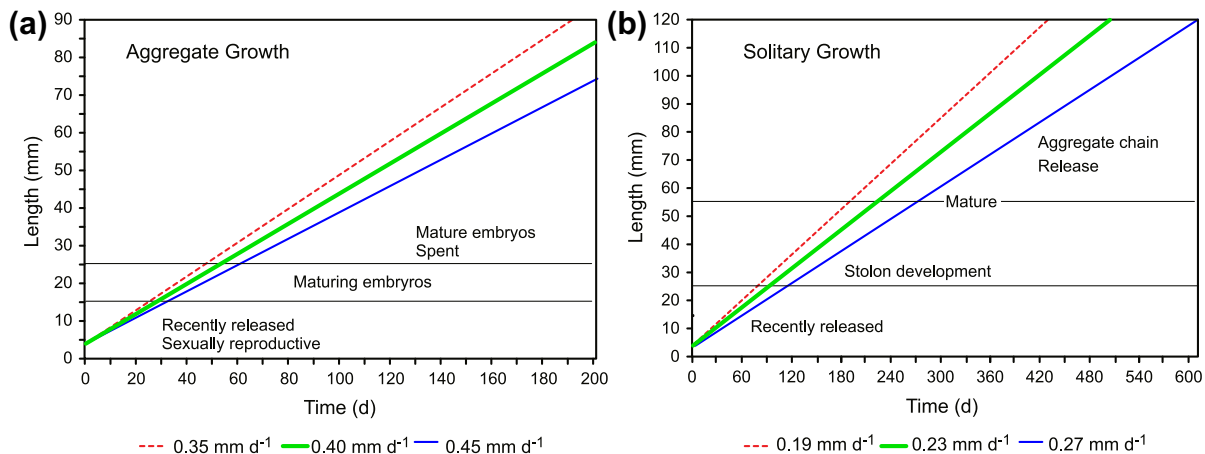 (a)
Aggregate Growth
Length (mm)
90
80
70
60
50
40
30
20
10
0
Mature embryos
Spent
Maturing embryros
Recently released
Sexually reproductive
0 20 40 60 80 100 120 140 160 180 200
Time (d)
0.35 mm d-1 0.40 mm d-1 0.45 mm d-1
(b)
Solitary Growth
Length (mm)
120
110
100
90
80
70
60
50
40
30
20
10
0
Aggregate chain
Release
Mature
Stolon development
Recently released
0 60 120 180 240 300 360 420 480 540 600
Time (d)
0.19 mm d-1 0.23 mm d-1 0.27 mm d-1